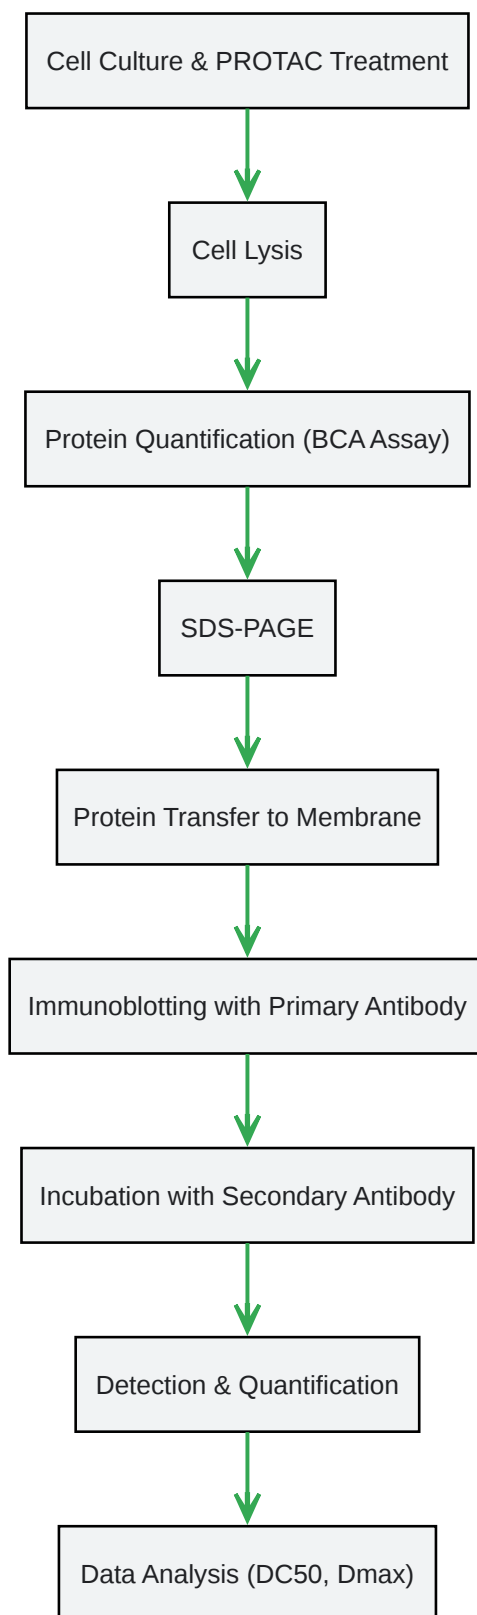 Cell Culture & PROTAC Treatment
Cell Lysis
Protein Quantification (BCA Assay)
SDS-PAGE
Protein Transfer to Membrane
Immunoblotting with Primary Antibody
Incubation with Secondary Antibody
Detection & Quantification
Data Analysis (DC50, Dmax)